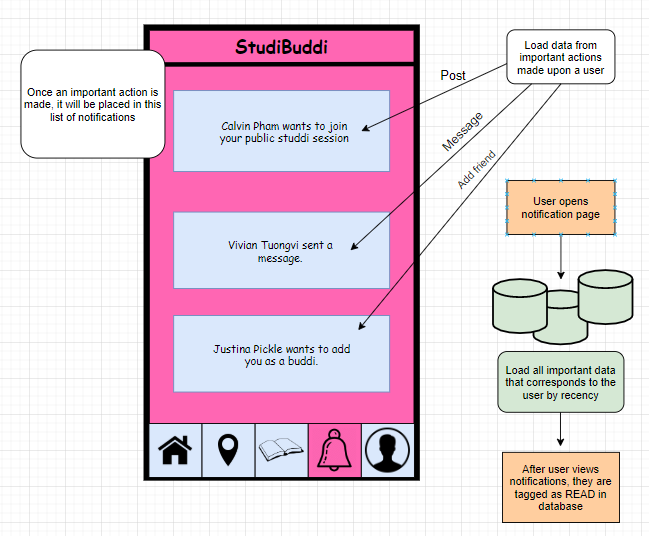 StudiBuddi
Once an important action is
made, it will be placed in this
list of notifications
Load data from
important actions
made upon a user
Post
Message
Add friend
Calvin Pham wants to join
your public studdi session
Vivian Tuongvi sent a
message.
Justina Pickle wants to add
you as a buddi.
User opens
notification page
Load all important data
that corresponds to the
user by recency
After user views
notifications, they are
tagged as READ in
database